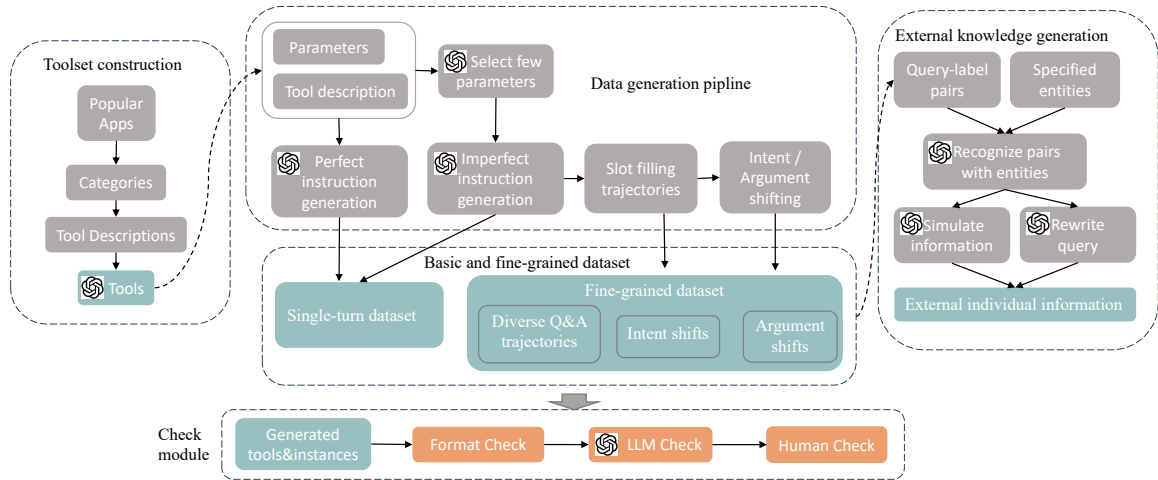 Toolset construction
Popular
Apps
Categories
Tool Descriptions
Tools
Parameters
Tool description
Select few
parameters
Data generation pipline
Perfect
instruction
generation
Imperfect
instruction
generation
Slot filling
trajectories
Intent /
Argument
shifting
Basic and fine-grained dataset
Single-turn dataset
Fine-grained dataset
Diverse Q&A
trajectories
Intent shifts
Argument
shifts
External knowledge generation
Query-label
pairs
Specified
entities
Recognize pairs
with entities
Simulate
information
Rewrite
query
External individual information
Check
module
Generated
tools&instances
Format Check
LLM Check
Human Check